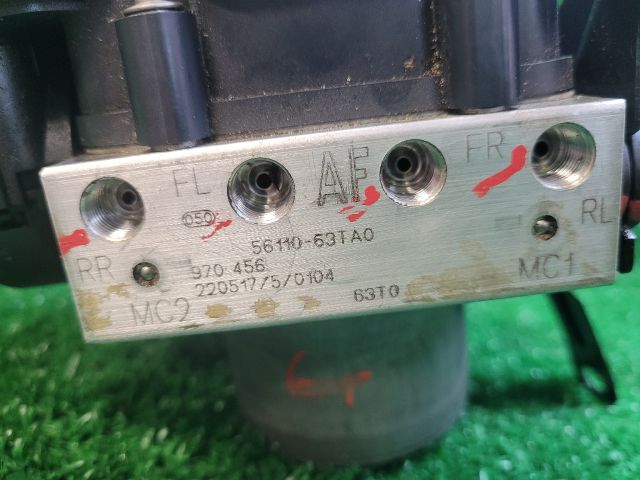 FL AF FR
050
RL
56110-63TA0
RR 970 456 MC1
220517/5/0104
MC2 63T0